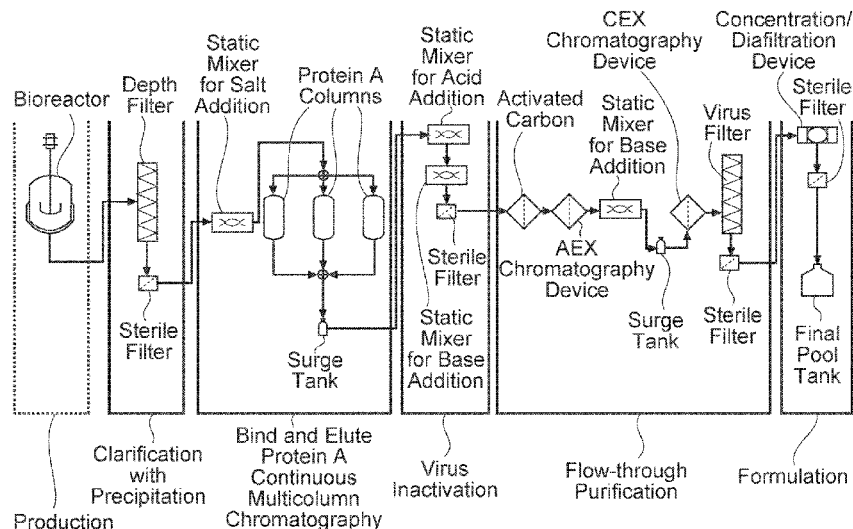 Bioreactor
Depth
Filter
Static
Mixer
for Salt
Addition
Protein A
Columns
Static
Mixer
for Acid
Addition
Activated
Carbon
CEX
Chromatography
Device
Static
Mixer
for Base
Addition
Virus
Filter
Concentration/
Diafiltration
Device
Sterile
Filter
Sterile
Filter
Surge
Tank
Sterile
Filter
Static
Mixer
for Base
Addition
AEX
Chromatography
Device
Surge
Tank
Sterile
Filter
Final
Pool
Tank
Production
Clarification
with
Precipitation
Bind and Elute
Protein A
Continuous
Multicolumn
Chromatography
Virus
Inactivation
Flow-through
Purification
Formulation